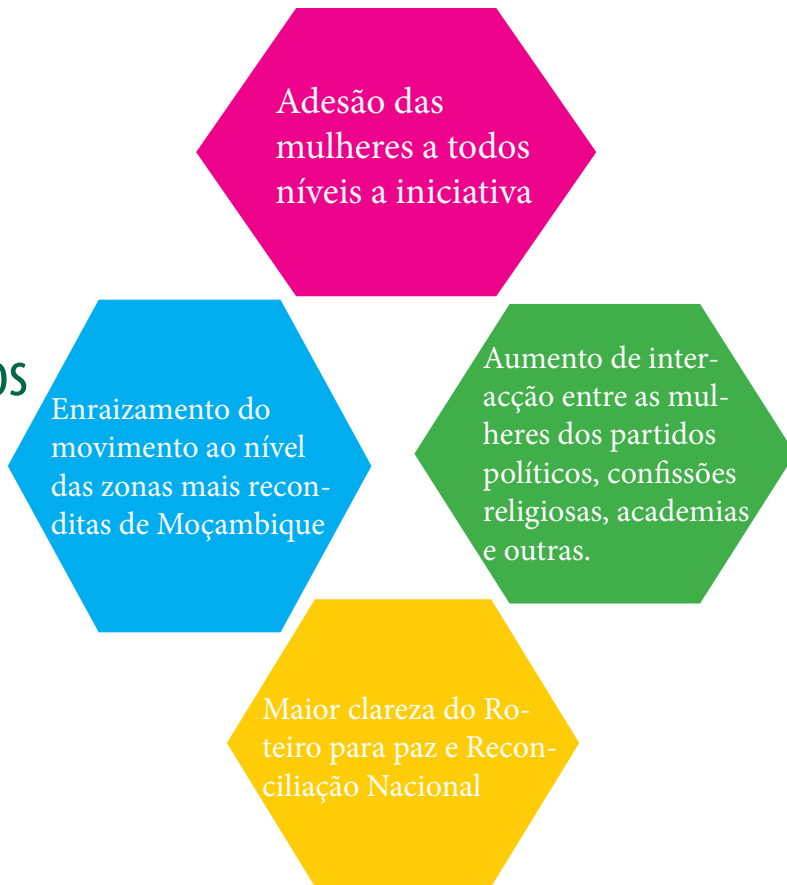 Adesão das
mulheres a todos
níveis a iniciativa
Enraizamento do
movimento ao nível
das zonas mais recon-
ditas de Moçambique
Aumento de inter-
acção entre as mul-
heres dos partidos
políticos, confissões
religiosas, academias
e outras.
Maior clareza do Ro-
teiro para paz e Recon-
ciliação Nacional